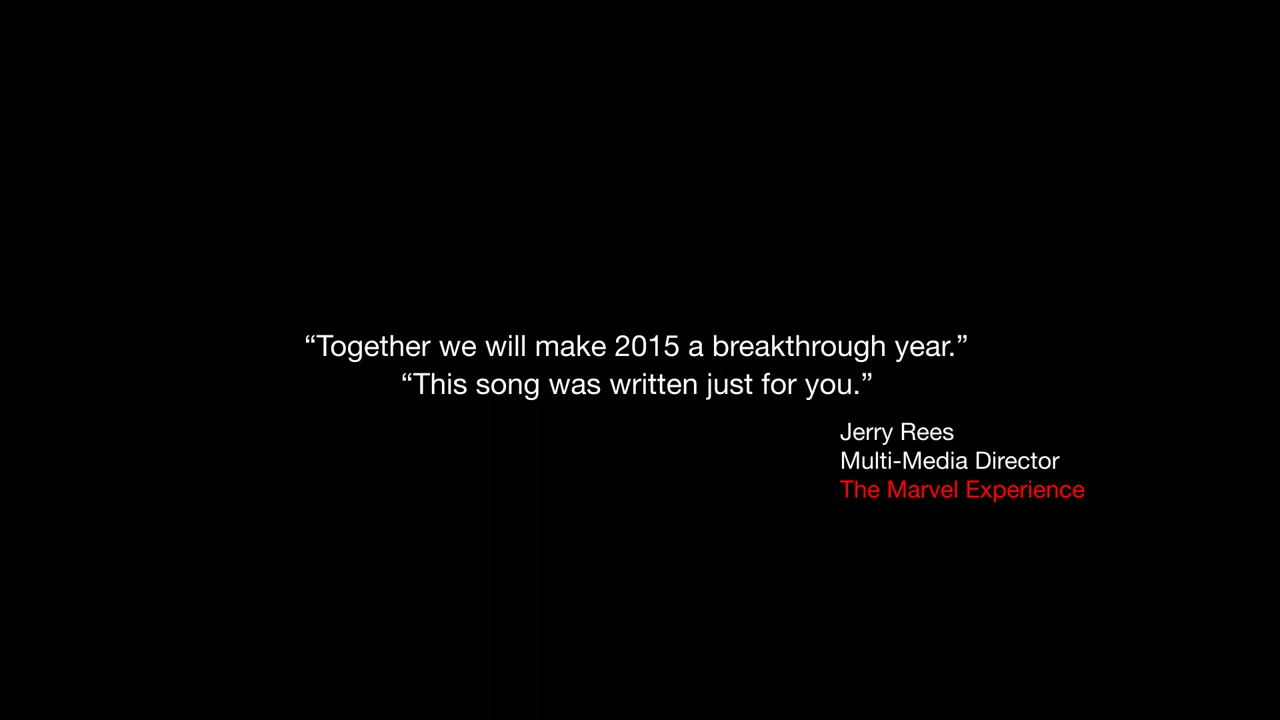 “Together we will make 2015 a breakthrough year.”
“This song was written just for you.”
Jerry Rees
Multi-Media Director
The Marvel Experience